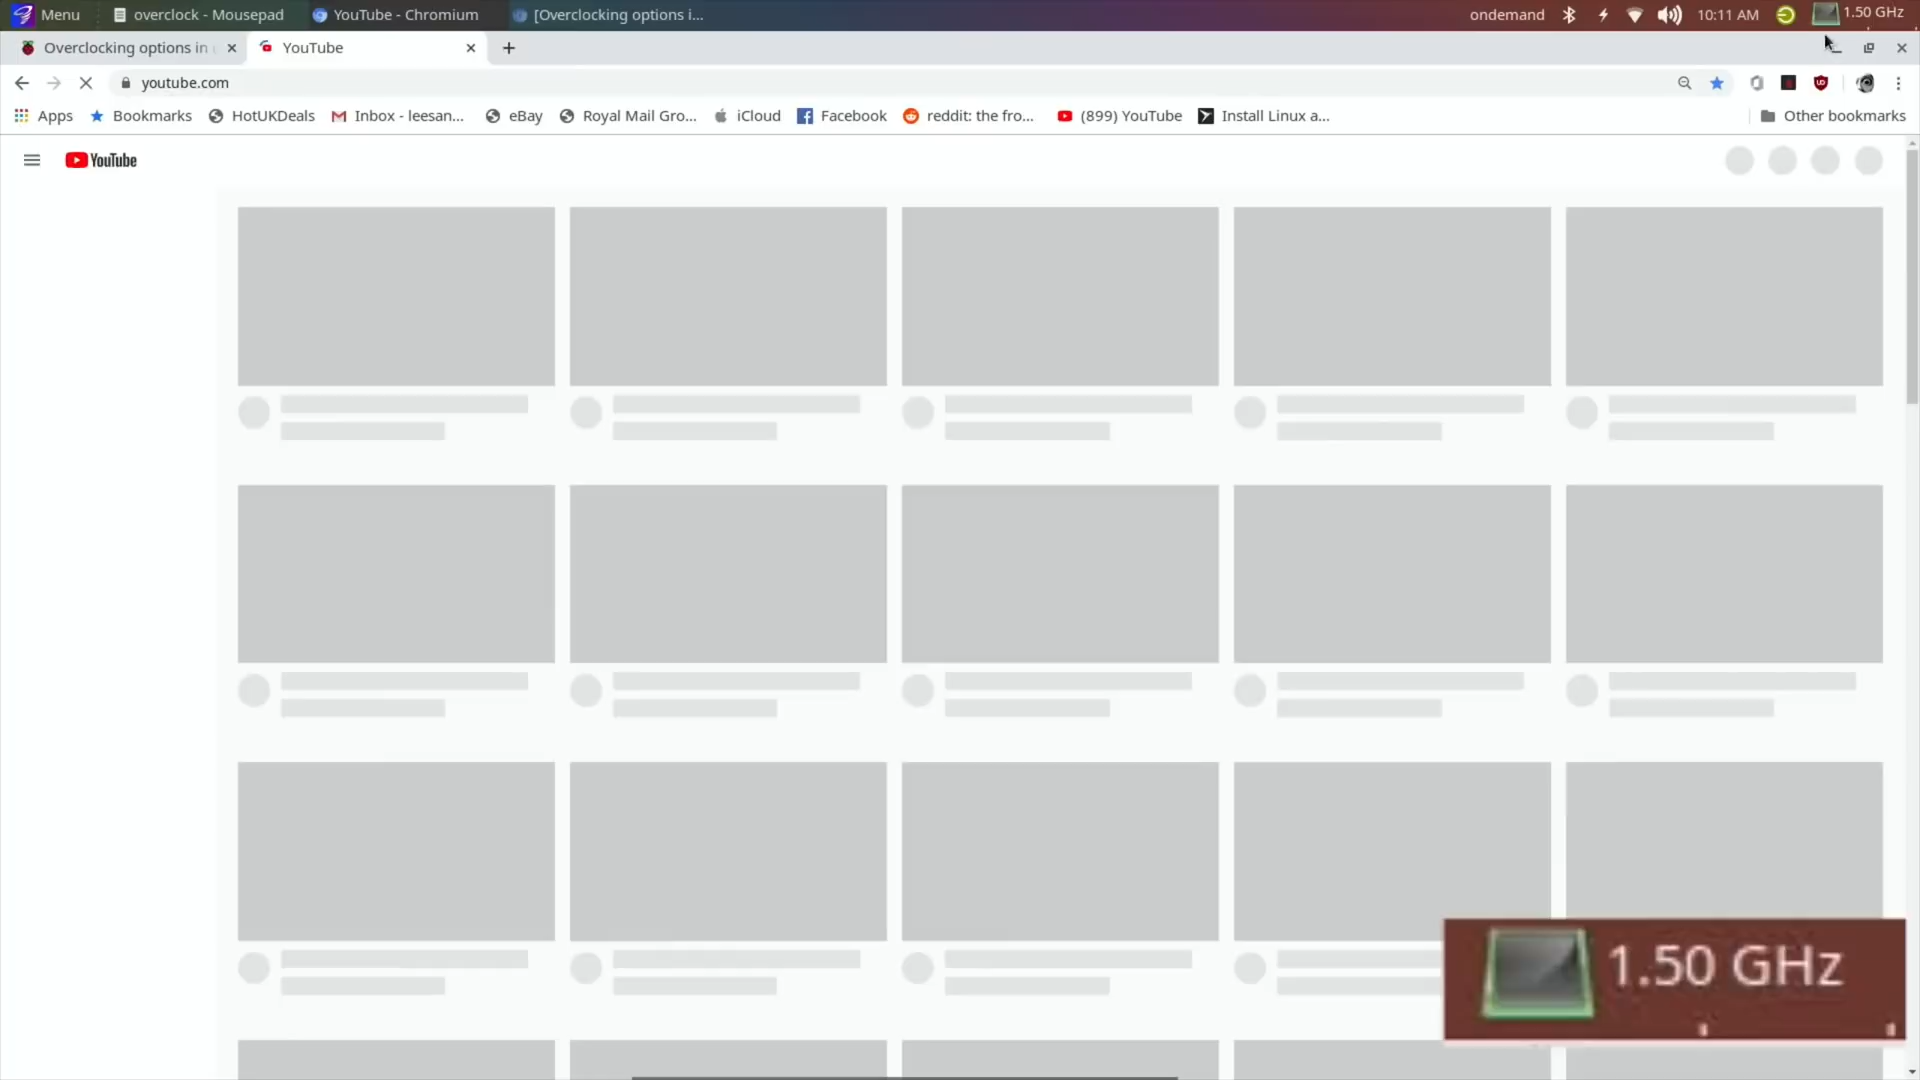 Menu
overclock - Mousepad
YouTube - Chromium
[Overclocking options i...
ondemand
10:11 AM
1.50 GHz
Overclocking options in
YouTube
youtube.com
Apps
Bookmarks
HotUKDeals
Inbox - leesan...
eBay
Royal Mail Gro...
iCloud
Facebook
reddit: the fro...
(899) YouTube
Install Linux a...
Other bookmarks
YouTube
1.50 GHz